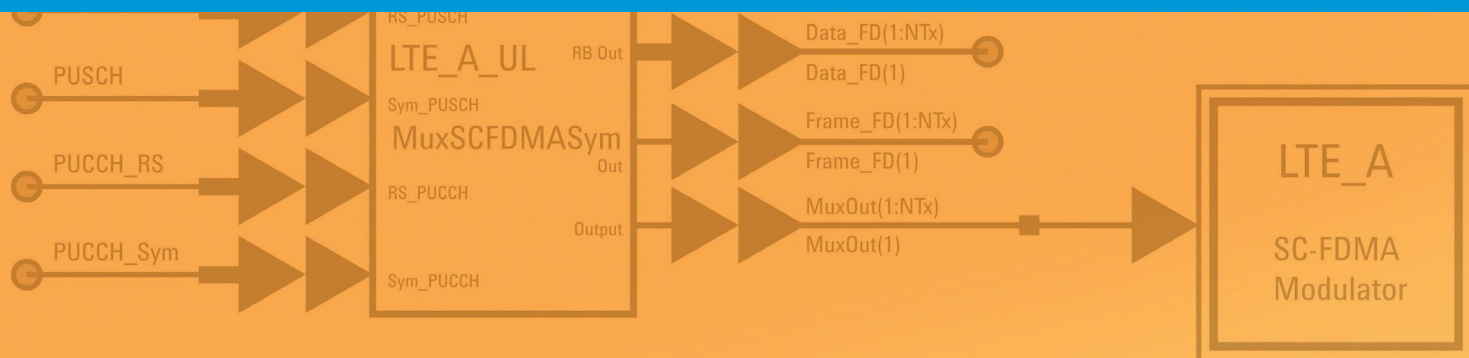 RS_PUSCH
LTE_A_UL
RB Out
Data_FD(1:NTx)
Data_FD(1)
PUSCH
Sym_PUSCH
MuxSCFDMASym
Out
Frame_FD(1:NTx)
Frame_FD(1)
PUCCH_RS
RS_PUCCH
Output
MuxOut(1:NTx)
MuxOut(1)
PUCCH_Sym
Sym_PUCCH
LTE_A
SC-FDMA
Modulator